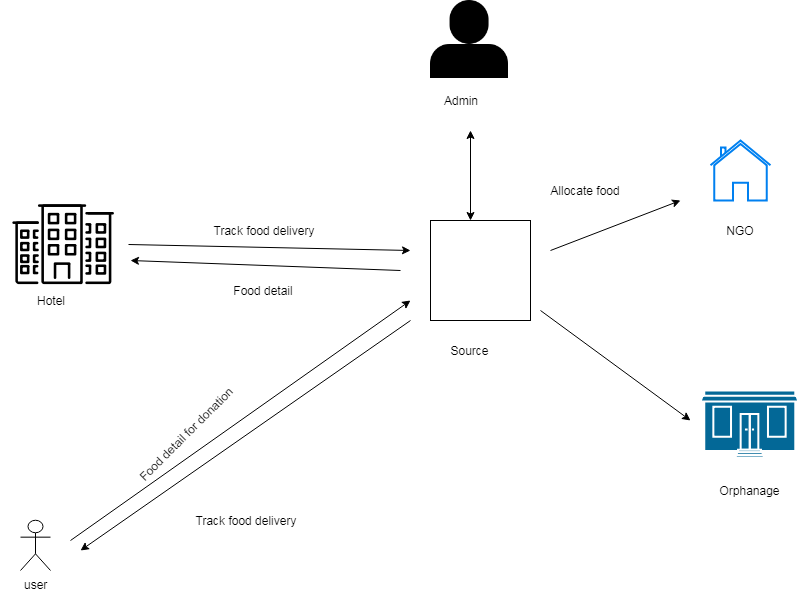 Admin
Allocate food
Track food delivery
NGO
Food detail
Hotel
Source
Food detail for donation
Orphanage
Track food delivery
user